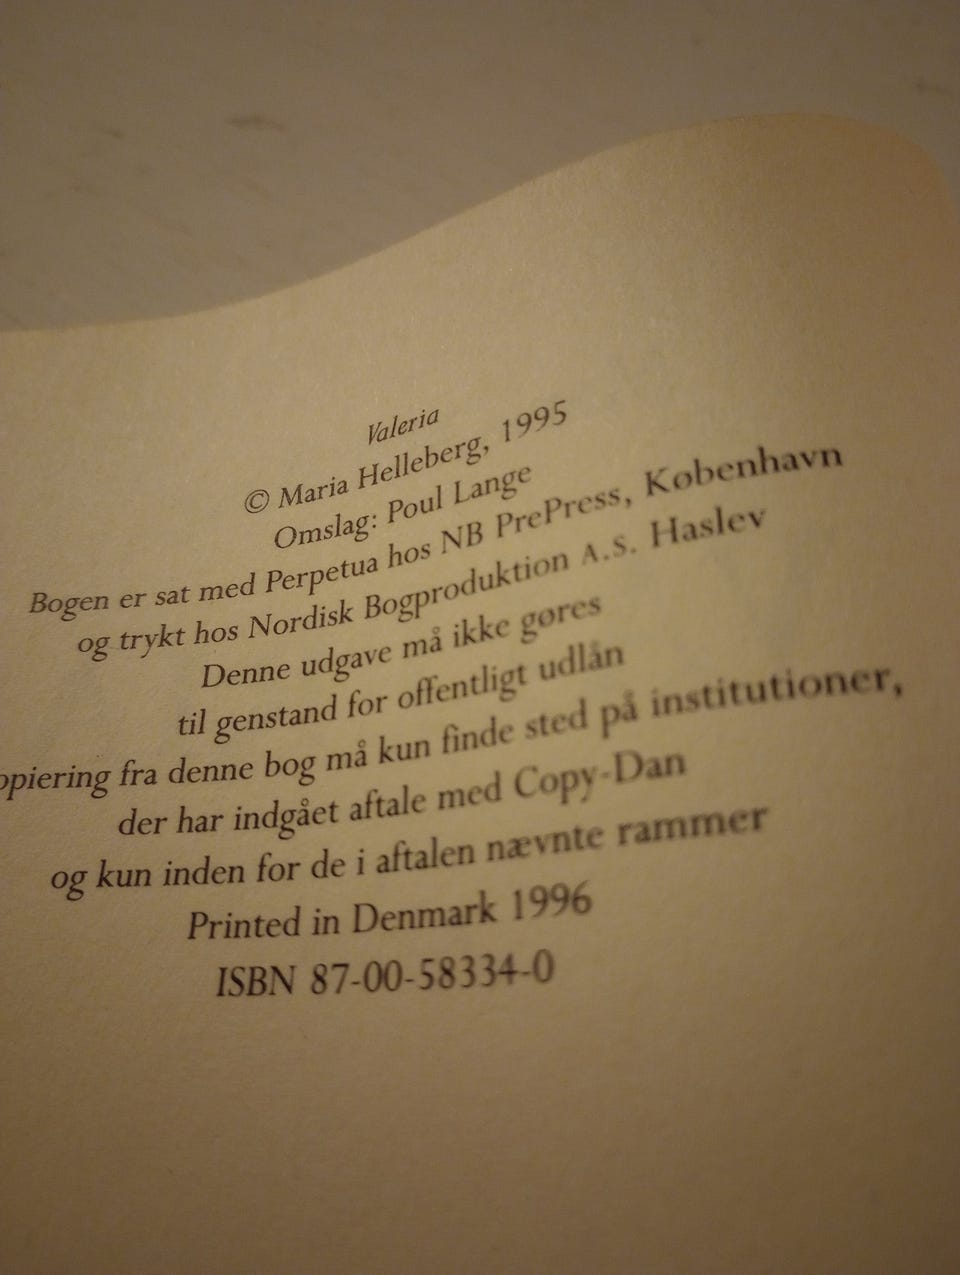 Valeria
© Maria Helleberg, 1995
Omslag: Poul Lange
Bogen er sat med Perpetua hos NB PrePress, København
og trykt hos Nordisk Bogproduktion A.S. Haslev
Denne udgave må ikke gøres
til genstand for offentligt udlån
opiering fra denne bog må kun finde sted på institutioner,
der har indgået aftale med Copy-Dan
og kun inden for de i aftalen nævnte rammer
Printed in Denmark 1996
ISBN 87-00-58334-0